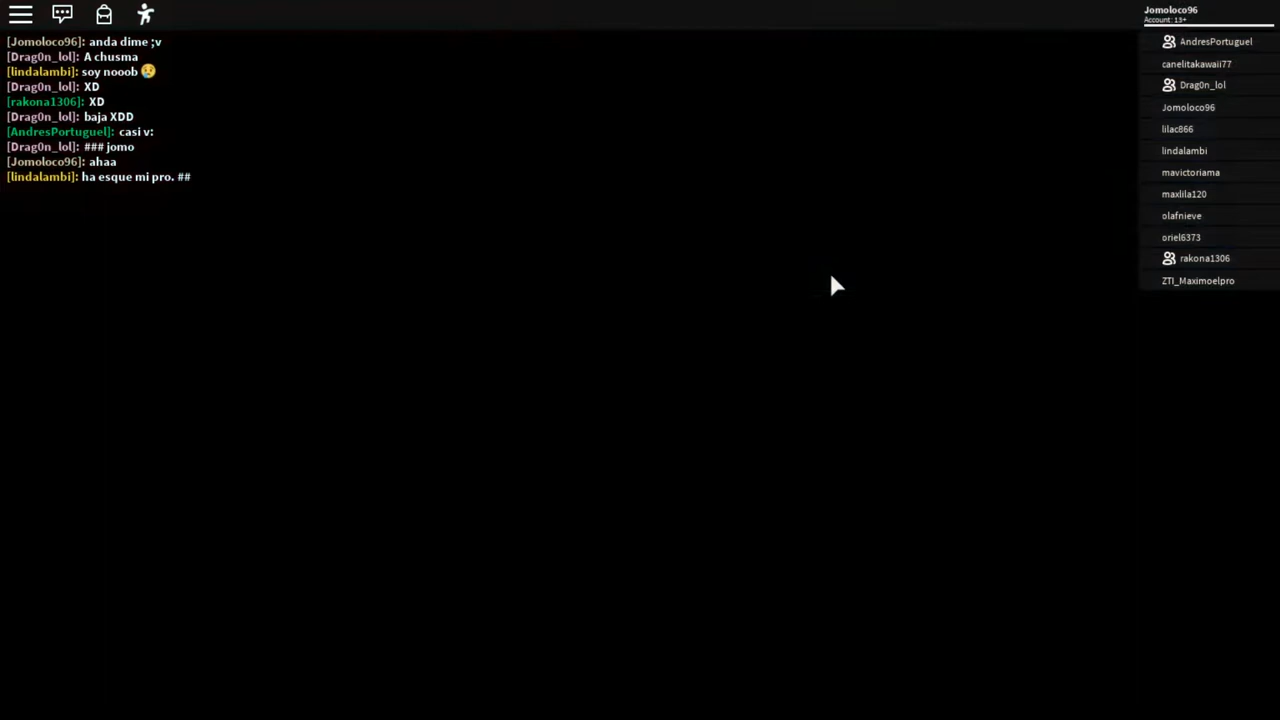 Jomoloco96
Account: 13+
[Jomoloco96]: anda dime ;v
[Drag0n_lol]: A chusma
[lindalambi]: soy nooob 😢
[Drag0n_lol]: XD
[rakona1306]: XD
[Drag0n_lol]: baja XDD
[AndresPortuguel]: casi v:
[Drag0n_lol]: ### jomo
[Jomoloco96]: ahaa
[lindalambi]: ha esque mi pro. ##
AndresPortuguel
canelitakawaii77
Drag0n_lol
Jomoloco96
lilac866
lindalambi
mavictoriama
maxlila120
olafnieve
oriel6373
rakona1306
ZTI_Maximoelpro